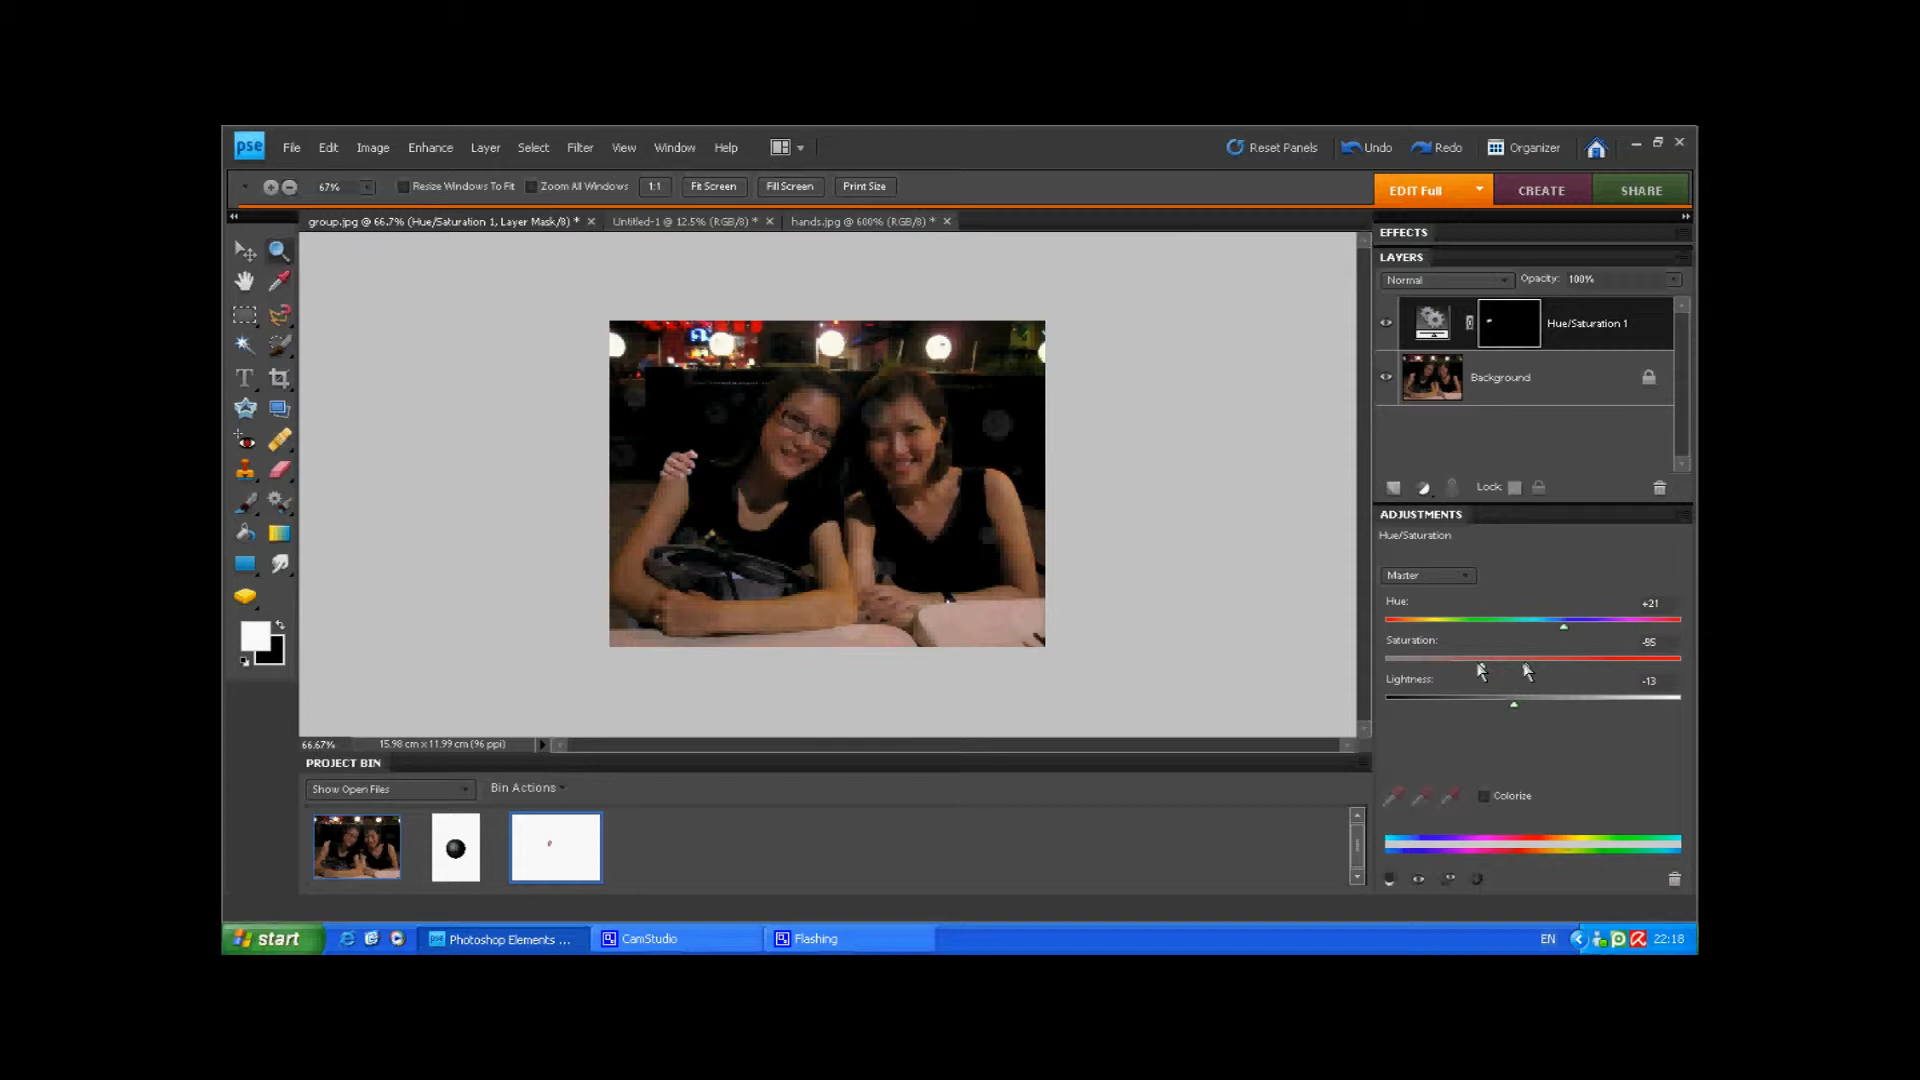 pse File Edit Image Enhance Layer Select Filter View Window Help Reset Panels Undo Redo Organizer
67% Resize Windows To Fit Zoom All Windows 1:1 Fit Screen Fill Screen Print Size EDIT Full CREATE SHARE
group.jpg @ 66.7% (Hue/Saturation 1, Layer Mask/8) * Untitled-1 @ 12.5% (RGB/8) * hands.jpg @ 600% (RGB/8) *
EFFECTS
LAYERS
Normal Opacity: 100%
Hue/Saturation 1
Background
Lock:
ADJUSTMENTS
Hue/Saturation
Master
Hue: +21
Saturation: -85
Lightness: -13
Colorize
66.67% 15.98 cm x 11.99 cm (96 ppi)
PROJECT BIN
Show Open Files Bin Actions
start Photoshop Elements ... CamStudio Flashing EN 22:18